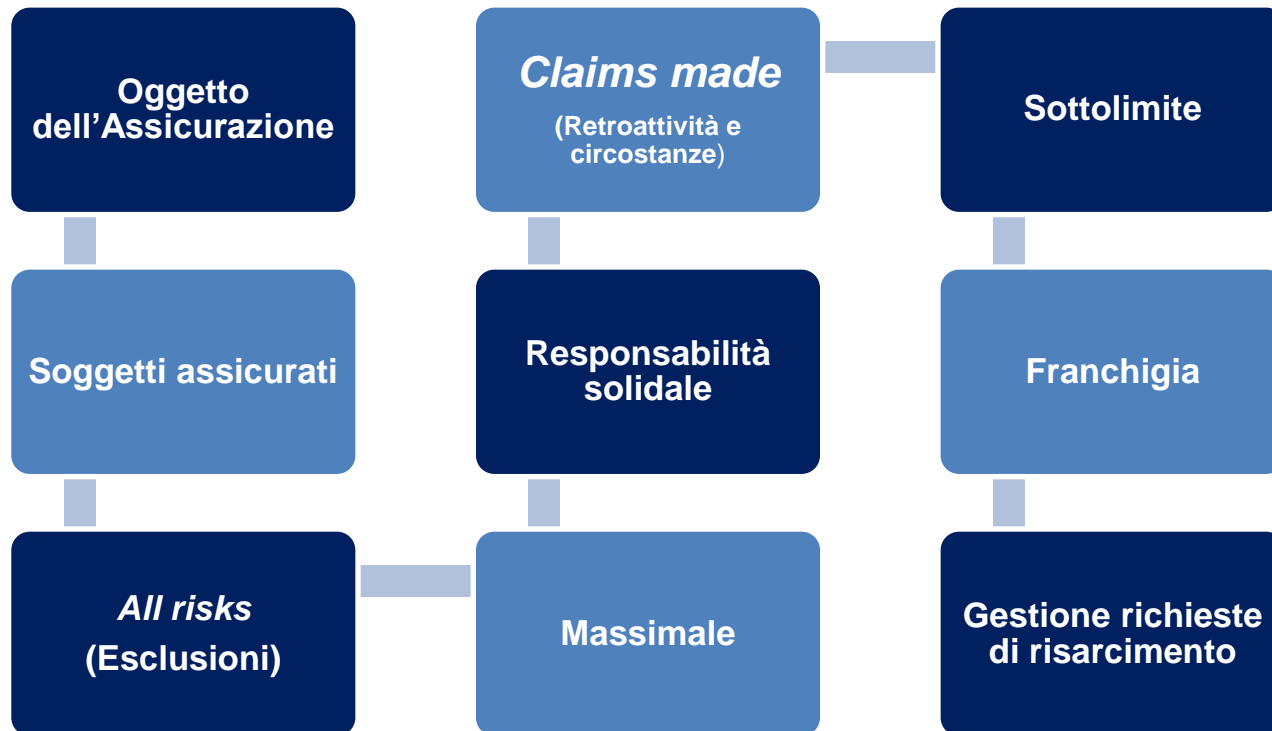 Oggetto
dell'Assicurazione
Soggetti assicurati
All risks
(Esclusioni)
Massimale
Responsabilità
solidale
Claims made
(Retroattività e
circostanze)
Sottolimite
Franchigia
Gestione richieste
di risarcimento